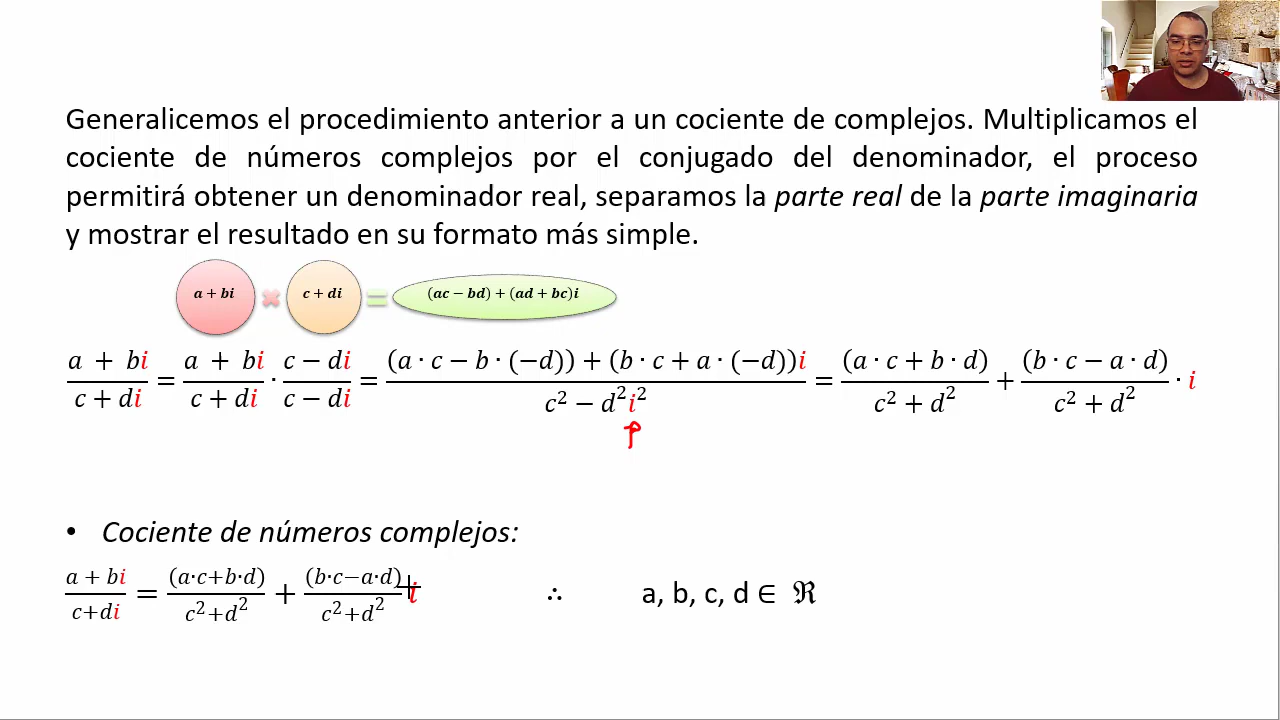 Generalicemos el procedimiento anterior a un cociente de complejos. Multiplicamos el
cociente de números complejos por el conjugado del denominador, el proceso
permitirá obtener un denominador real, separamos la parte real de la parte imaginaria
y mostrar el resultado en su formato más simple.
a + bi × c + di = (ac − bd) + (ad + bc)i
(a + bi)/(c + di) = (a + bi)/(c + di) · (c − di)/(c − di) = ((a · c − b · (−d)) + (b · c + a · (−d))i)/(c² − d²i²) = (a · c + b · d)/(c² + d²) + (b · c − a · d)/(c² + d²) · i
• Cociente de números complejos:
(a + bi)/(c+di) = (a·c+b·d)/(c²+d²) + (b·c−a·d)/(c²+d²) i ∴ a, b, c, d ∈ ℜ